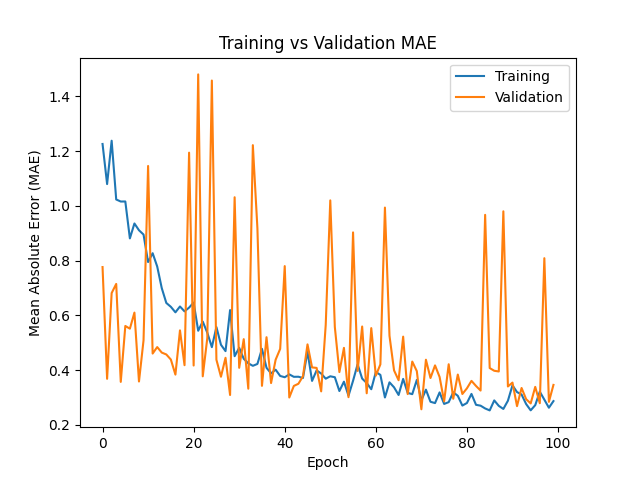 Training vs Validation MAE
Training
Validation
Mean Absolute Error (MAE)
1.4
1.2
1.0
0.8
0.6
0.4
0.2
0
20
40
60
80
100
Epoch